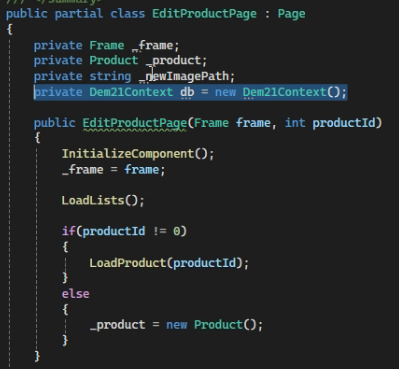 /// </summary>
public partial class EditProductPage : Page
{
private Frame _frame;
private Product _product;
private string _newImagePath;
private Dem21Context db = new Dem21Context();
public EditProductPage(Frame frame, int productId)
{
InitializeComponent();
_frame = frame;
LoadLists();
if(productId != 0)
{
LoadProduct(productId);
}
else
{
_product = new Product();
}
}